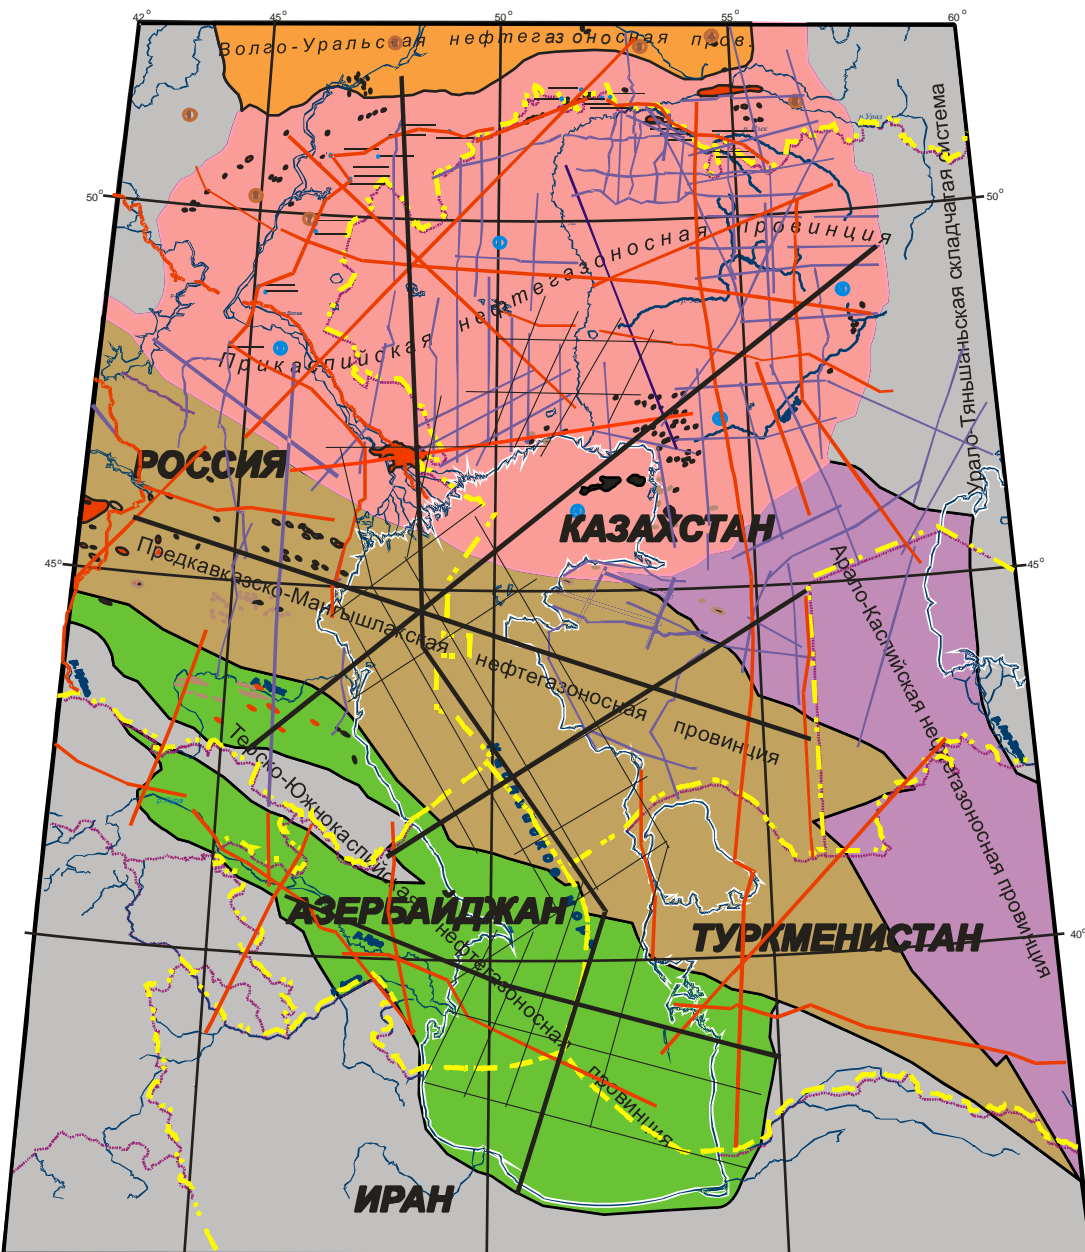 42°
45°
50°
55°
60°
Волго-Уральская нефтегазоносная пров.
50°
50°
р.Урал
Прикаспийская нефтегазоносная провинция
Урало-Тяньшаньская складчатая система
РОССИЯ
КАЗАХСТАН
45°
45°
Предкавказско-Мангышлакская нефтегазоносная провинция
Арало-Каспийская нефтегазоносная провинция
Терско-Южнокаспийская нефтегазоносная провинция
АЗЕРБАЙДЖАН
ТУРКМЕНИСТАН
40°
ИРАН